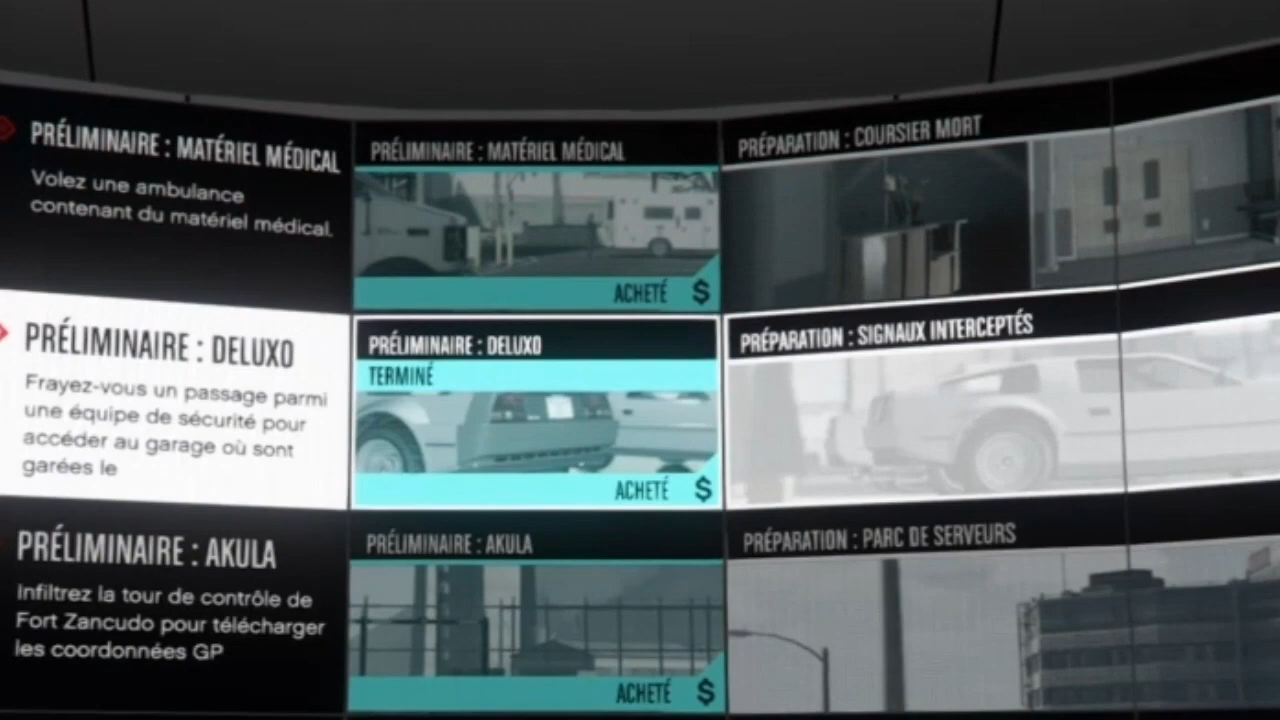 PRÉLIMINAIRE : MATÉRIEL MÉDICAL
Volez une ambulance
contenant du matériel médical.
PRÉLIMINAIRE : MATÉRIEL MÉDICAL
ACHETÉ $
PRÉPARATION : COURSIER MORT
PRÉLIMINAIRE : DELUXO
Frayez-vous un passage parmi
une équipe de sécurité pour
accéder au garage où sont
garées le
PRÉLIMINAIRE : DELUXO
TERMINÉ
ACHETÉ $
PRÉPARATION : SIGNAUX INTERCEPTÉS
PRÉLIMINAIRE : AKULA
Infiltrez la tour de contrôle de
Fort Zancudo pour télécharger
les coordonnées GP
PRÉLIMINAIRE : AKULA
ACHETÉ $
PRÉPARATION : PARC DE SERVEURS